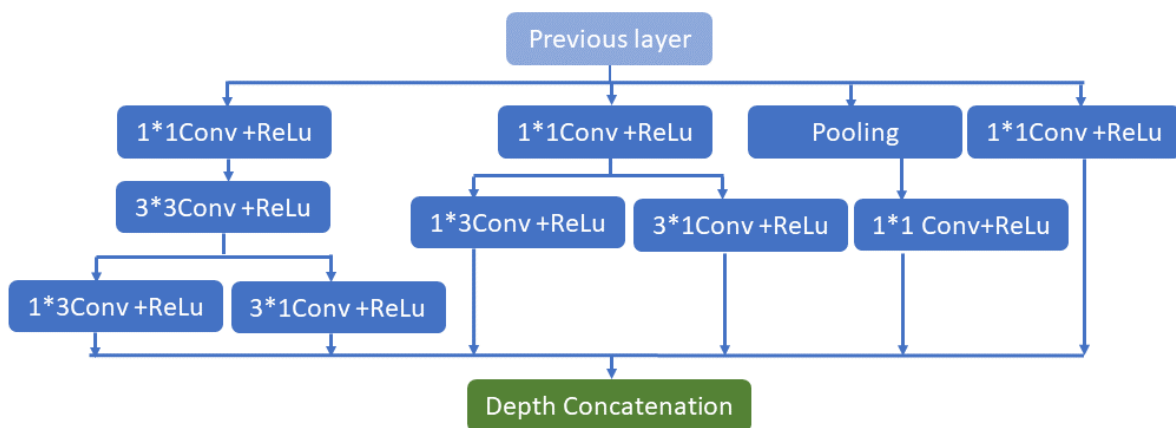 Previous layer
1*1Conv +ReLu
1*1Conv +ReLu
Pooling
1*1Conv +ReLu
3*3Conv +ReLu
1*3Conv +ReLu
3*1Conv +ReLu
1*1 Conv+ReLu
1*3Conv +ReLu
3*1Conv +ReLu
Depth Concatenation